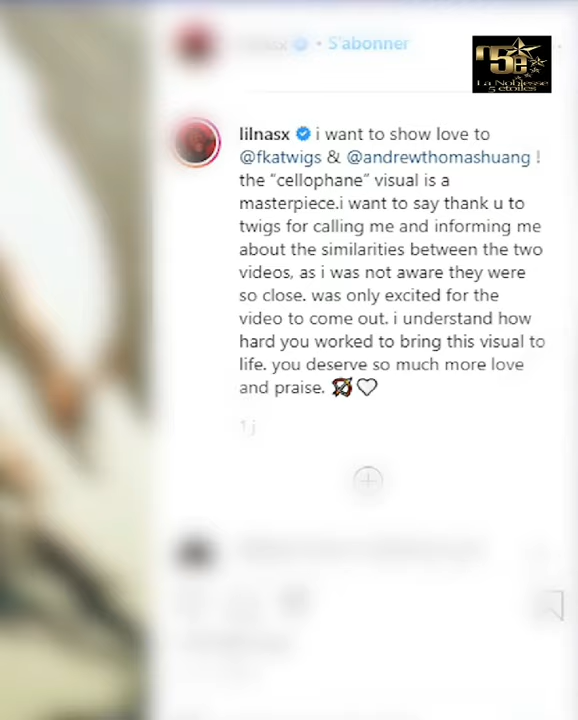 S'abonner
5e
La Noblesse
5 étoiles
lilnasx i want to show love to
@fkatwigs & @andrewthomashuang !
the “cellophane” visual is a
masterpiece.i want to say thank u to
twigs for calling me and informing me
about the similarities between the two
videos, as i was not aware they were
so close. was only excited for the
video to come out. i understand how
hard you worked to bring this visual to
life. you deserve so much more love
and praise. 🏹🤍
1 j